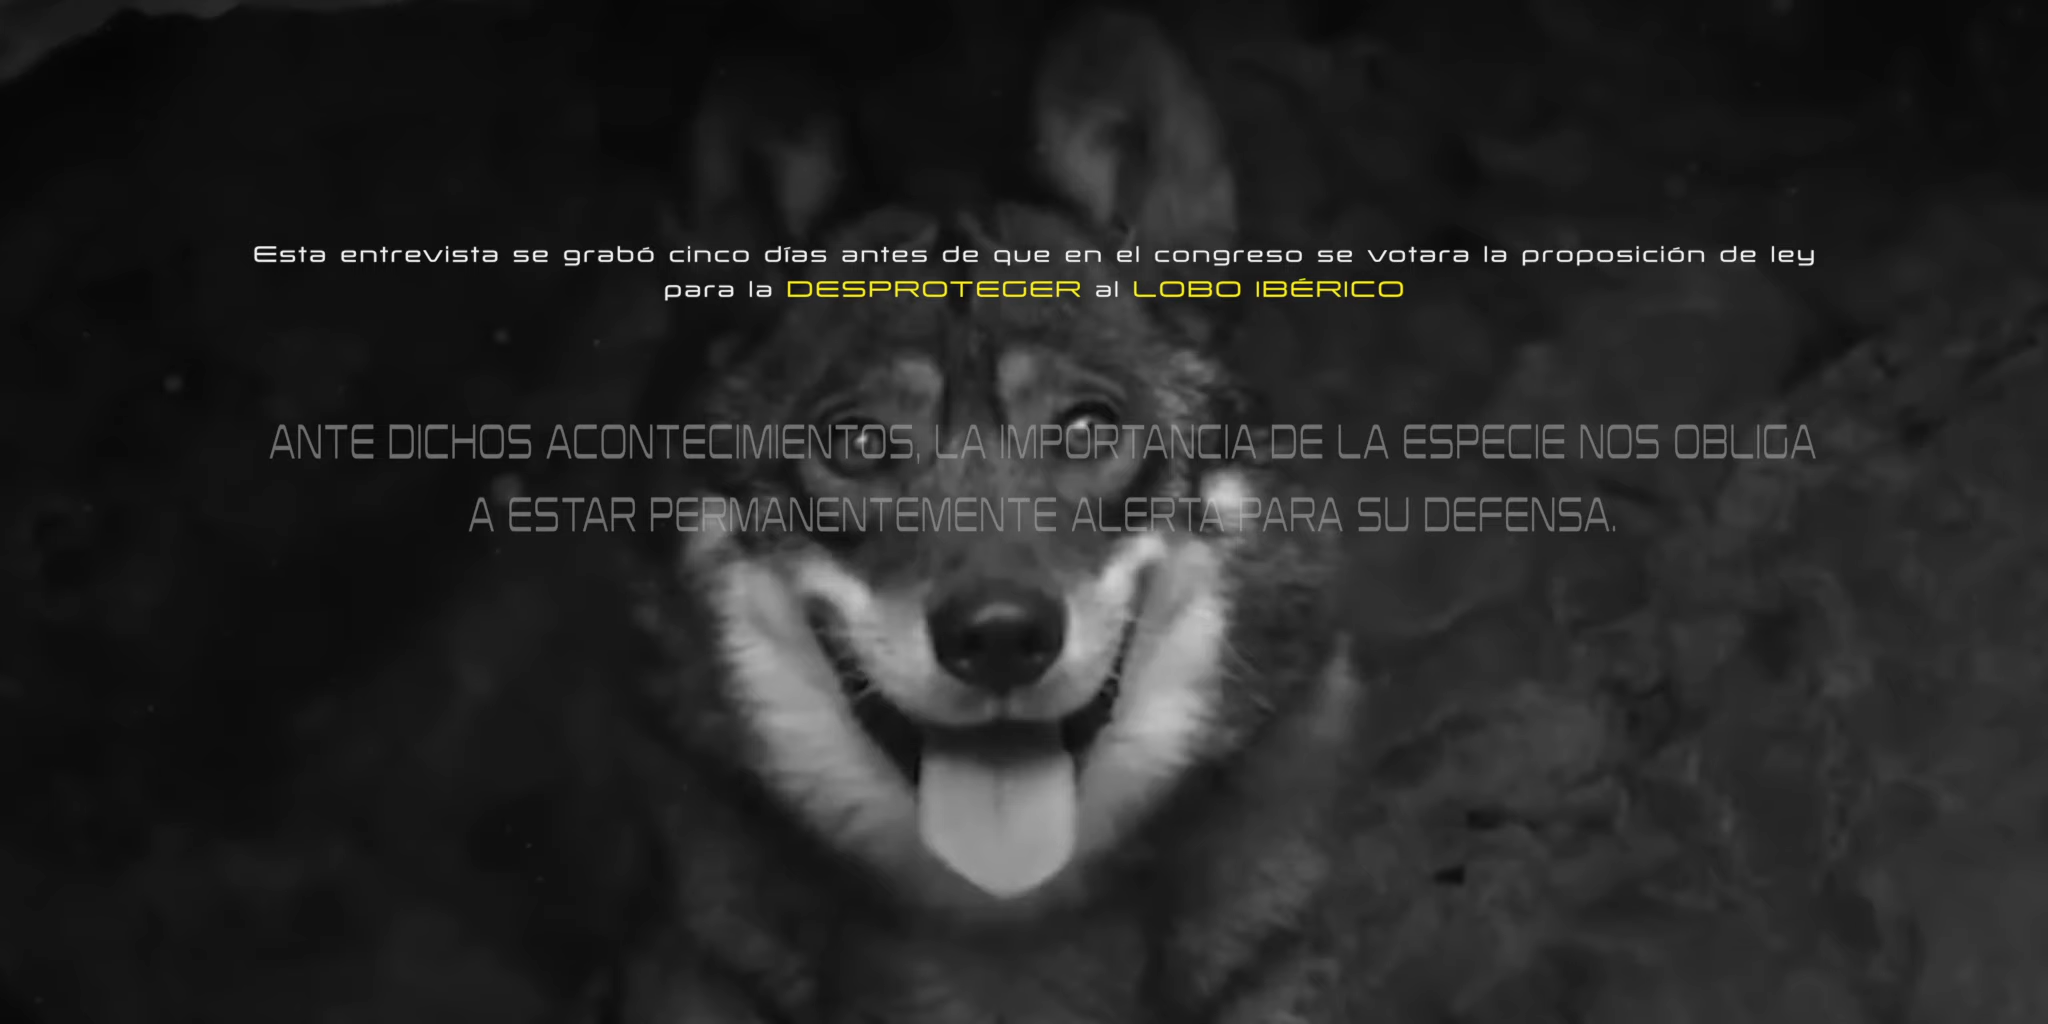 Esta entrevista se grabó cinco días antes de que en el congreso se votara la proposición de ley
para la DESPROTEGER al LOBO IBÉRICO
ANTE DICHOS ACONTECIMIENTOS, LA IMPORTANCIA DE LA ESPECIE NOS OBLIGA
A ESTAR PERMANENTEMENTE ALERTA PARA SU DEFENSA.